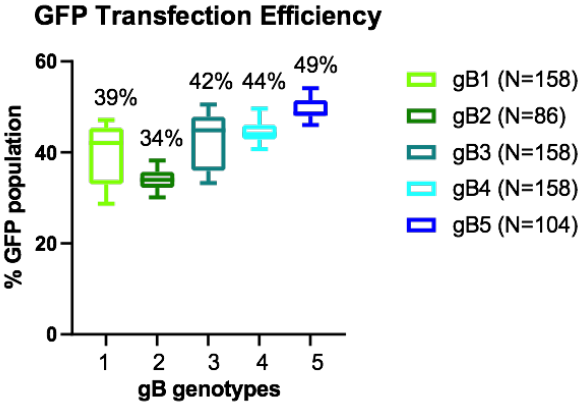 GFP Transfection Efficiency
% GFP population
60
40
20
0
39%
34%
42%
44%
49%
1 2 3 4 5
gB genotypes
gB1 (N=158)
gB2 (N=86)
gB3 (N=158)
gB4 (N=158)
gB5 (N=104)